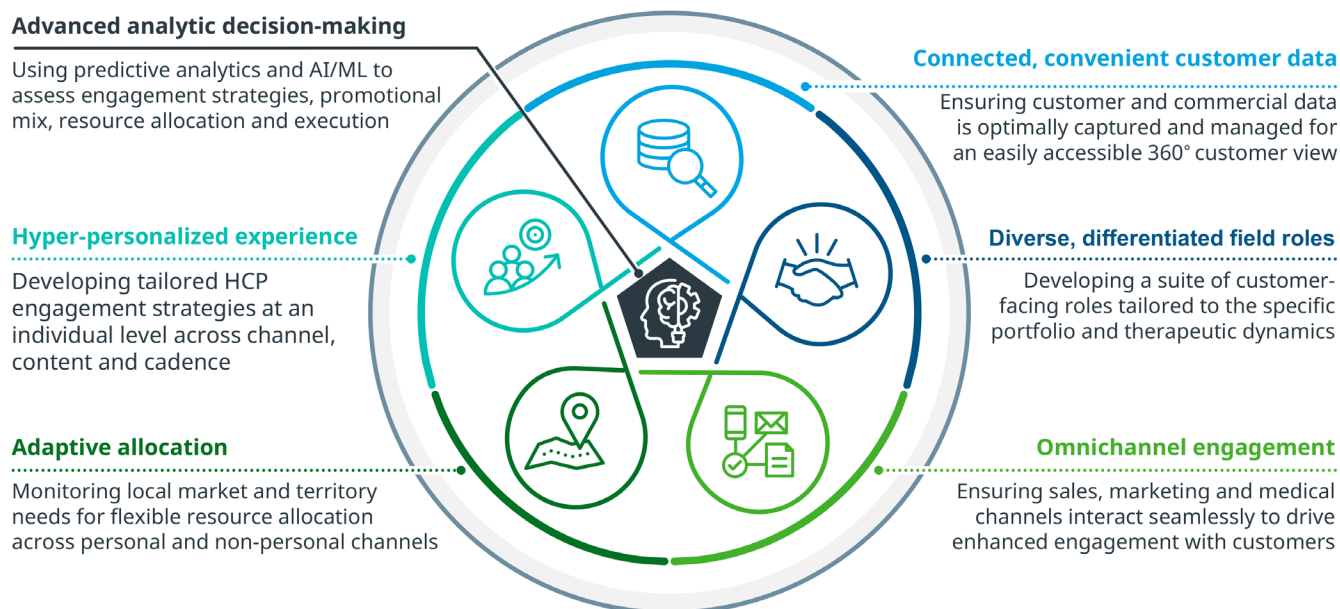 Advanced analytic decision-making
Using predictive analytics and AI/ML to
assess engagement strategies, promotional
mix, resource allocation and execution
Connected, convenient customer data
Ensuring customer and commercial data
is optimally captured and managed for
an easily accessible 360° customer view
Hyper-personalized experience
Developing tailored HCP
engagement strategies at an
individual level across channel,
content and cadence
Diverse, differentiated field roles
Developing a suite of customer-
facing roles tailored to the specific
portfolio and therapeutic dynamics
Adaptive allocation
Monitoring local market and territory
needs for flexible resource allocation
across personal and non-personal channels
Omnichannel engagement
Ensuring sales, marketing and medical
channels interact seamlessly to drive
enhanced engagement with customers